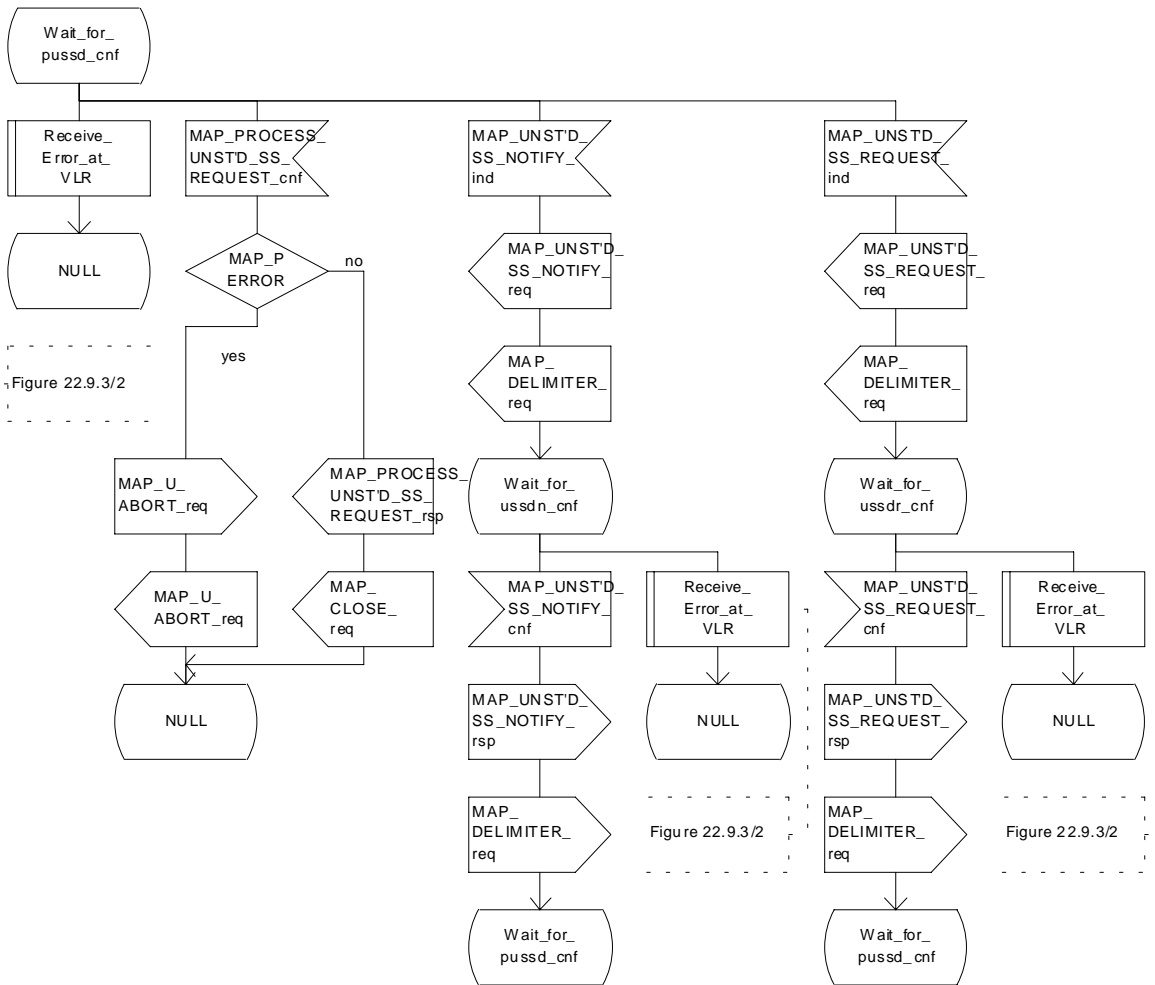 Wait_for_
pussd_cnf
Receive_
Error_at_
VLR
MAP_PROCESS_
UNST'D_SS_
REQUEST_cnf
MAP_UNST'D_
SS_NOTIFY_
ind
MAP_UNST'D_
SS_REQUEST_
ind
NULL
MAP_P
ERROR
no
yes
MAP_UNST'D_
SS_NOTIFY_
req
MAP_UNST'D_
SS_REQUEST_
req
Figure 22.9.3/2
MAP_
DELIMITER_
req
MAP_
DELIMITER_
req
MAP_U_
ABORT_req
MAP_PROCESS_
UNST'D_SS_
REQUEST_rsp
Wait_for_
ussdn_cnf
Wait_for_
ussdr_cnf
MAP_U_
ABORT_req
MAP_
CLOSE_
req
MAP_UNST'D_
SS_NOTIFY_
cnf
Receive_
Error_at_
VLR
MAP_UNST'D_
SS_REQUEST_
cnf
Receive_
Error_at_
VLR
NULL
MAP_UNST'D_
SS_NOTIFY_
rsp
NULL
MAP_UNST'D_
SS_REQUEST_
rsp
NULL
MAP_
DELIMITER_
req
Figure 22.9.3/2
MAP_
DELIMITER_
req
Figure 22.9.3/2
Wait_for_
pussd_cnf
Wait_for_
pussd_cnf